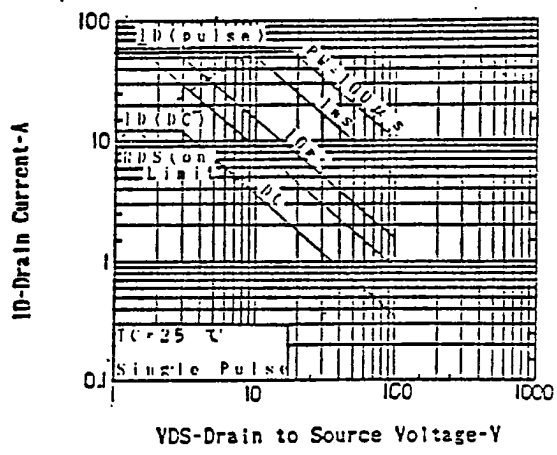 100
ID(pulse)
PW=100μs
1ms
ID(DC)
10
RDS(on
Limit
DC
1
TC=25 ℃
Single Pulse
0.1
1
10
100
1000
ID-Drain Current-A
VDS-Drain to Source Voltage-V